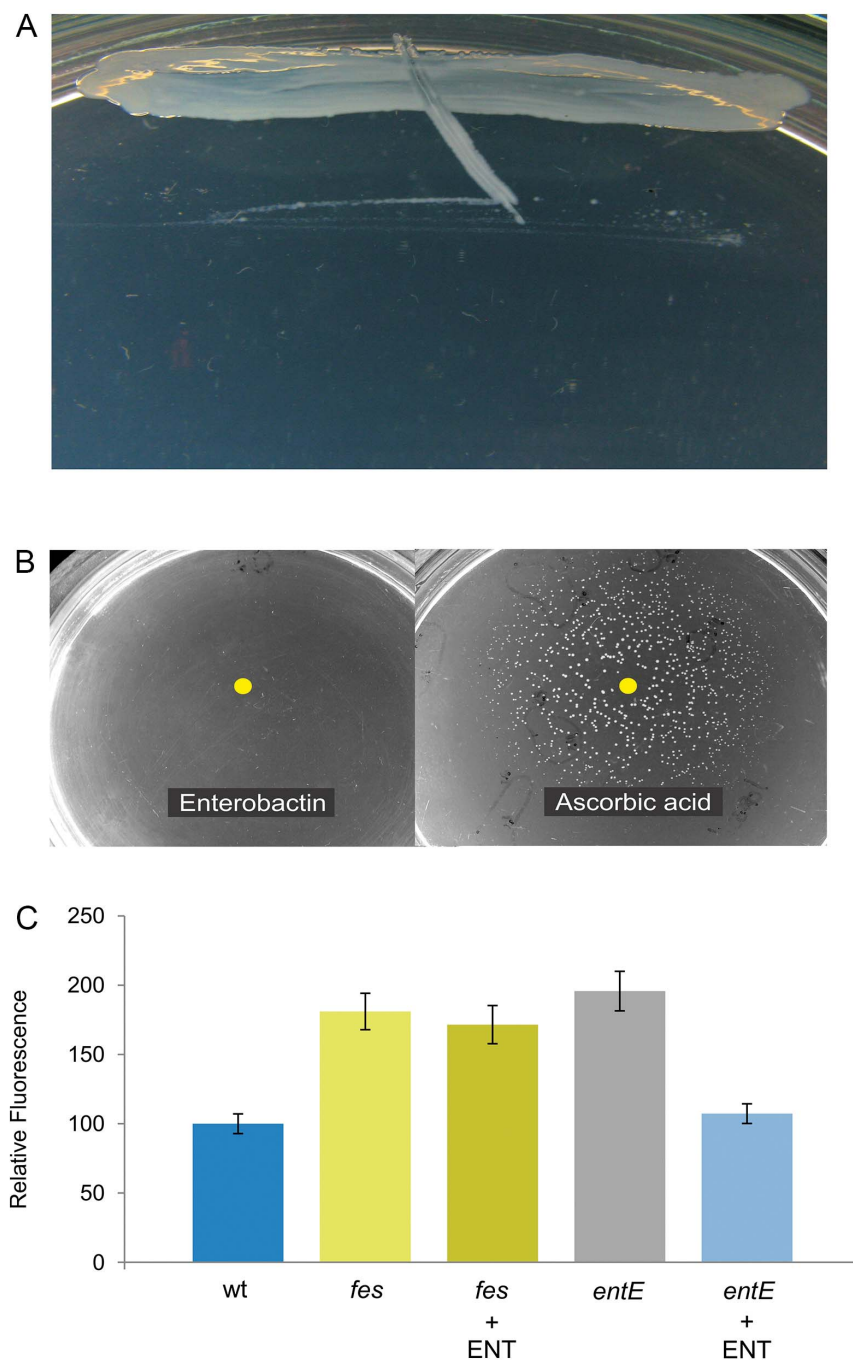 A
B
Enterobactin
Ascorbic acid
C
250
200
150
100
50
0
Relative Fluorescence
wt
fes
fes
+
ENT
entE
entE
+
ENT